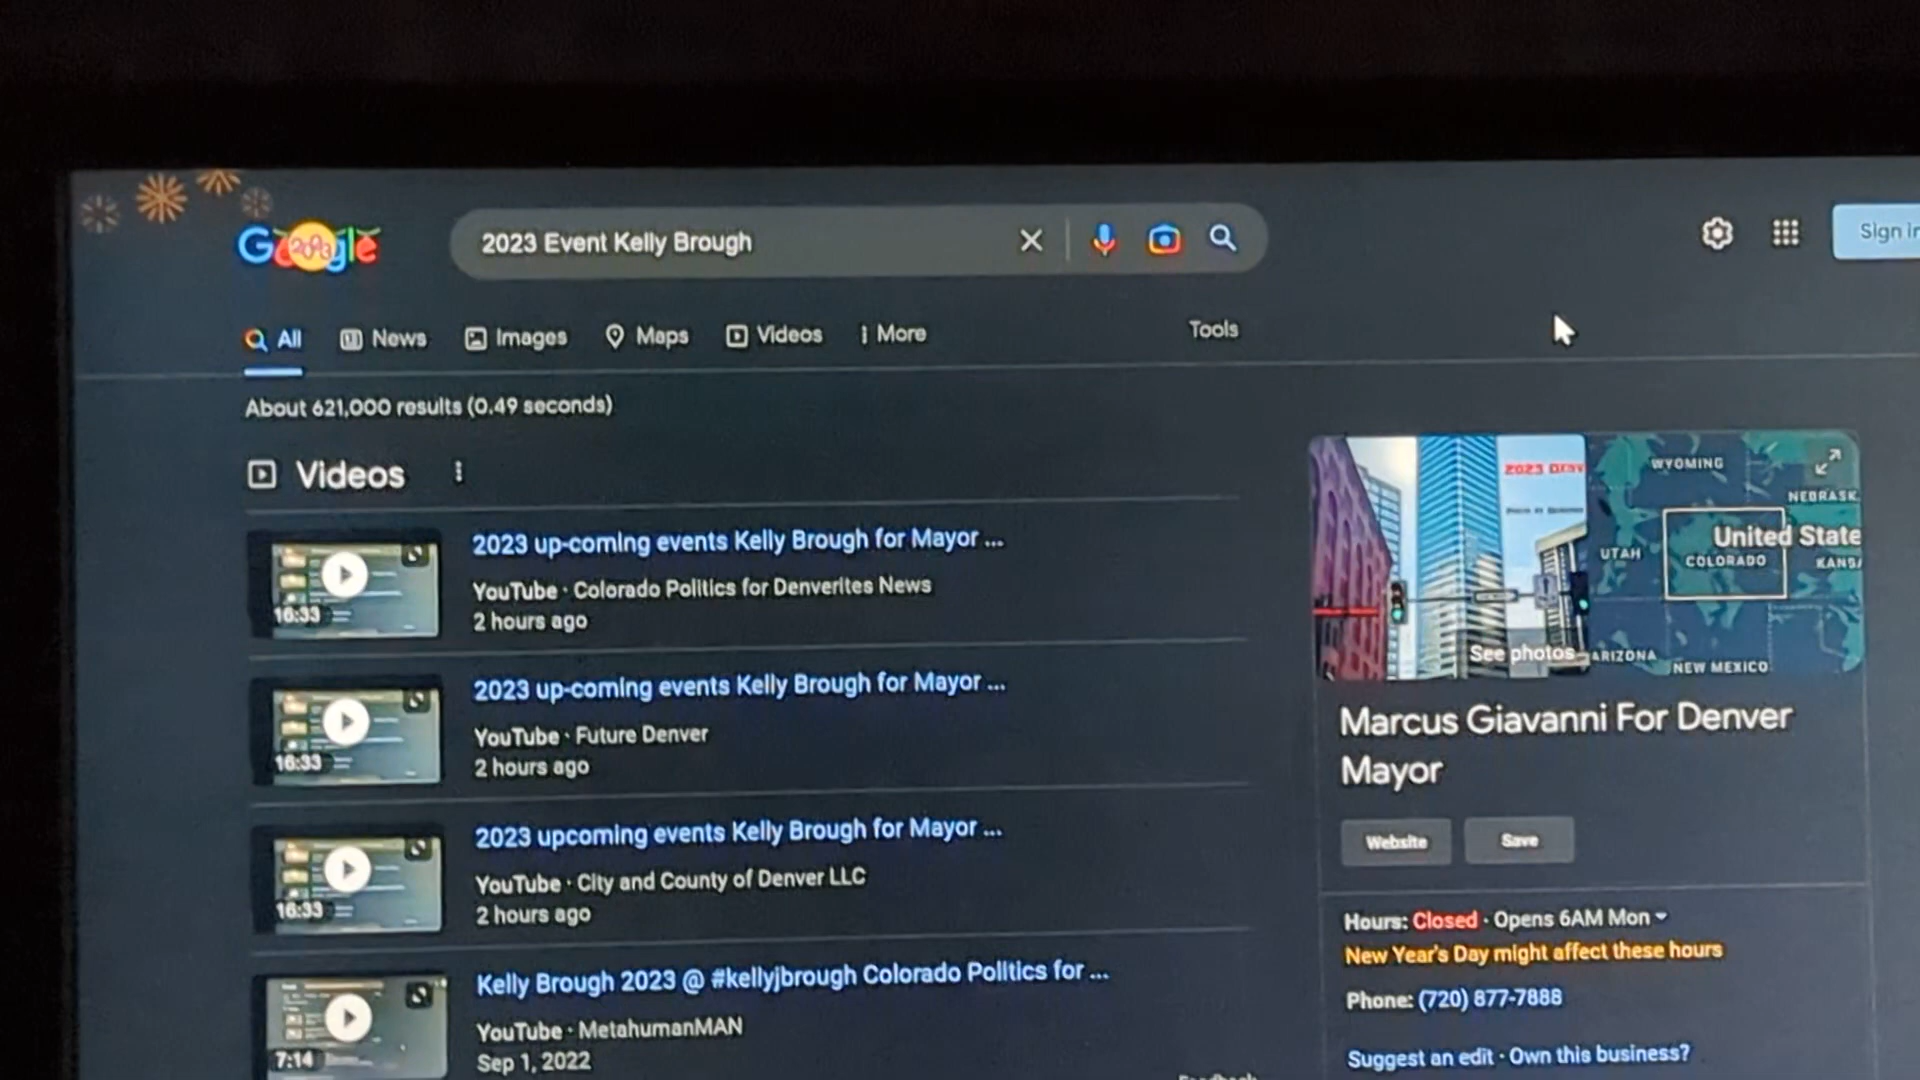 Google
2023 Event Kelly Brough
Sign in
All
News
Images
Maps
Videos
More
Tools
About 621,000 results (0.49 seconds)
Videos
2023 up-coming events Kelly Brough for Mayor ...
YouTube · Colorado Politics for Denverites News
2 hours ago
16:33
2023 up-coming events Kelly Brough for Mayor ...
YouTube · Future Denver
2 hours ago
16:33
2023 upcoming events Kelly Brough for Mayor ...
YouTube · City and County of Denver LLC
2 hours ago
16:33
Kelly Brough 2023 @ #kellyjbrough Colorado Politics for ...
YouTube · MetahumanMAN
Sep 1, 2022
7:14
2023
See photos
WYOMING
NEBRASK
United State
UTAH
COLORADO
KANSA
ARIZONA
NEW MEXICO
Marcus Giavanni For Denver
Mayor
Website
Save
Hours: Closed · Opens 6AM Mon
New Year's Day might affect these hours
Phone: (720) 877-7888
Suggest an edit · Own this business?